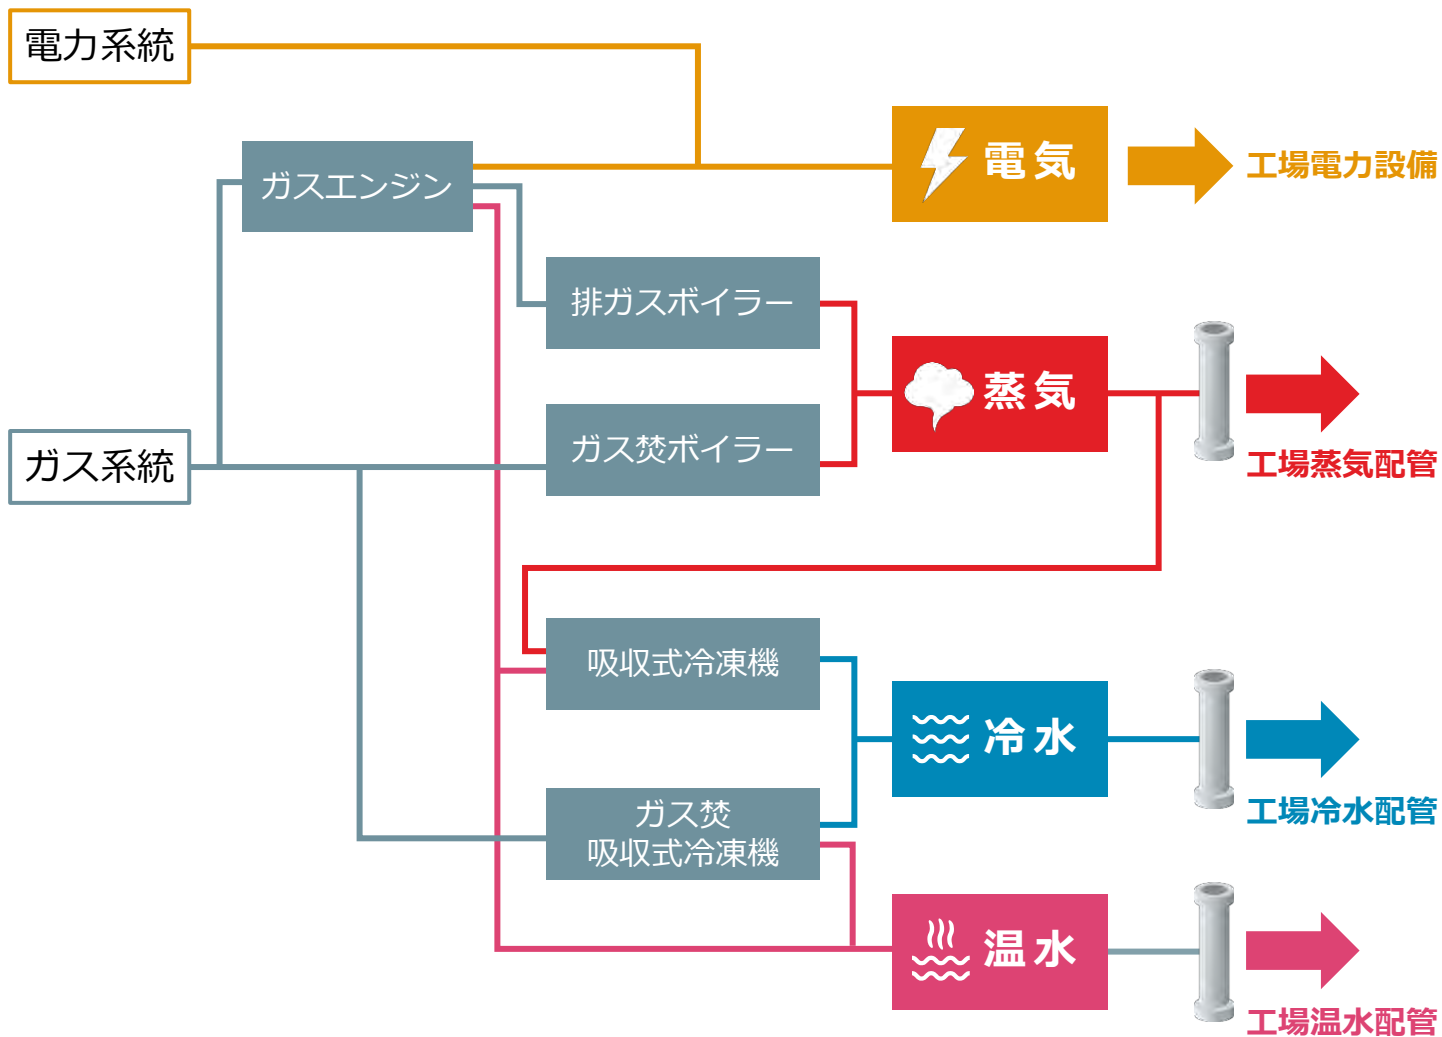 電力系統
ガスエンジン
電気
工場電力設備
排ガスボイラー
蒸気
ガス焚ボイラー
ガス系統
工場蒸気配管
吸収式冷凍機
冷水
ガス焚
吸収式冷凍機
工場冷水配管
温水
工場温水配管